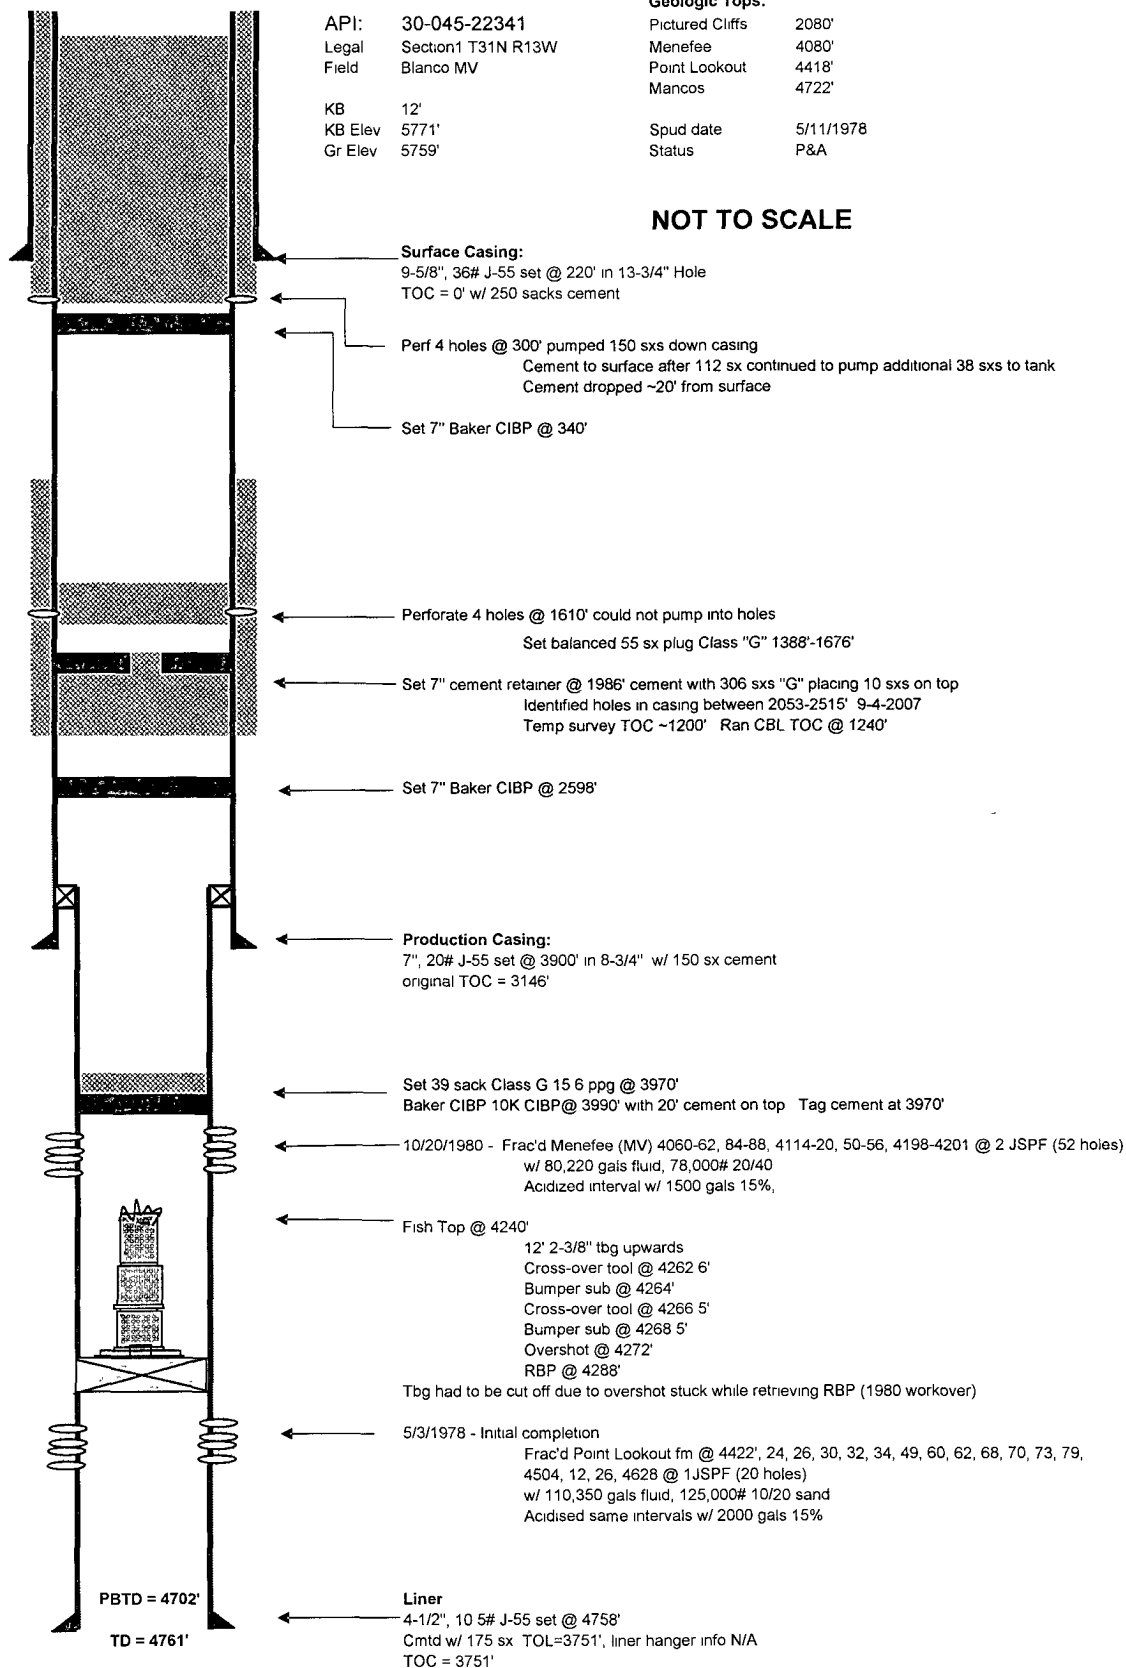 Geologic Tops:
API: 30-045-22341 Pictured Cliffs 2080'
Legal Section1 T31N R13W Menefee 4080'
Field Blanco MV Point Lookout 4418'
Mancos 4722'
KB 12'
KB Elev 5771' Spud date 5/11/1978
Gr Elev 5759' Status P&A
NOT TO SCALE
Surface Casing:
9-5/8", 36# J-55 set @ 220' in 13-3/4" Hole
TOC = 0' w/ 250 sacks cement
Perf 4 holes @ 300' pumped 150 sxs down casing
Cement to surface after 112 sx continued to pump additional 38 sxs to tank
Cement dropped ~20' from surface
Set 7" Baker CIBP @ 340'
Perforate 4 holes @ 1610' could not pump into holes
Set balanced 55 sx plug Class "G" 1388'-1676'
Set 7" cement retainer @ 1986' cement with 306 sxs "G" placing 10 sxs on top
Identified holes in casing between 2053-2515' 9-4-2007
Temp survey TOC ~1200' Ran CBL TOC @ 1240'
Set 7" Baker CIBP @ 2598'
Production Casing:
7", 20# J-55 set @ 3900' in 8-3/4" w/ 150 sx cement
original TOC = 3146'
Set 39 sack Class G 15 6 ppg @ 3970'
Baker CIBP 10K CIBP@ 3990' with 20' cement on top Tag cement at 3970'
10/20/1980 - Frac'd Menefee (MV) 4060-62, 84-88, 4114-20, 50-56, 4198-4201 @ 2 JSPF (52 holes)
w/ 80,220 gals fluid, 78,000# 20/40
Acidized interval w/ 1500 gals 15%,
Fish Top @ 4240'
12' 2-3/8" tbg upwards
Cross-over tool @ 4262 6'
Bumper sub @ 4264'
Cross-over tool @ 4266 5'
Bumper sub @ 4268 5'
Overshot @ 4272'
RBP @ 4288'
Tbg had to be cut off due to overshot stuck while retrieving RBP (1980 workover)
5/3/1978 - Initial completion
Frac'd Point Lookout fm @ 4422', 24, 26, 30, 32, 34, 49, 60, 62, 68, 70, 73, 79,
4504, 12, 26, 4628 @ 1JSPF (20 holes)
w/ 110,350 gals fluid, 125,000# 10/20 sand
Acidised same intervals w/ 2000 gals 15%
PBTD = 4702'
TD = 4761'
Liner
4-1/2", 10 5# J-55 set @ 4758'
Cmtd w/ 175 sx TOL=3751', liner hanger info N/A
TOC = 3751'